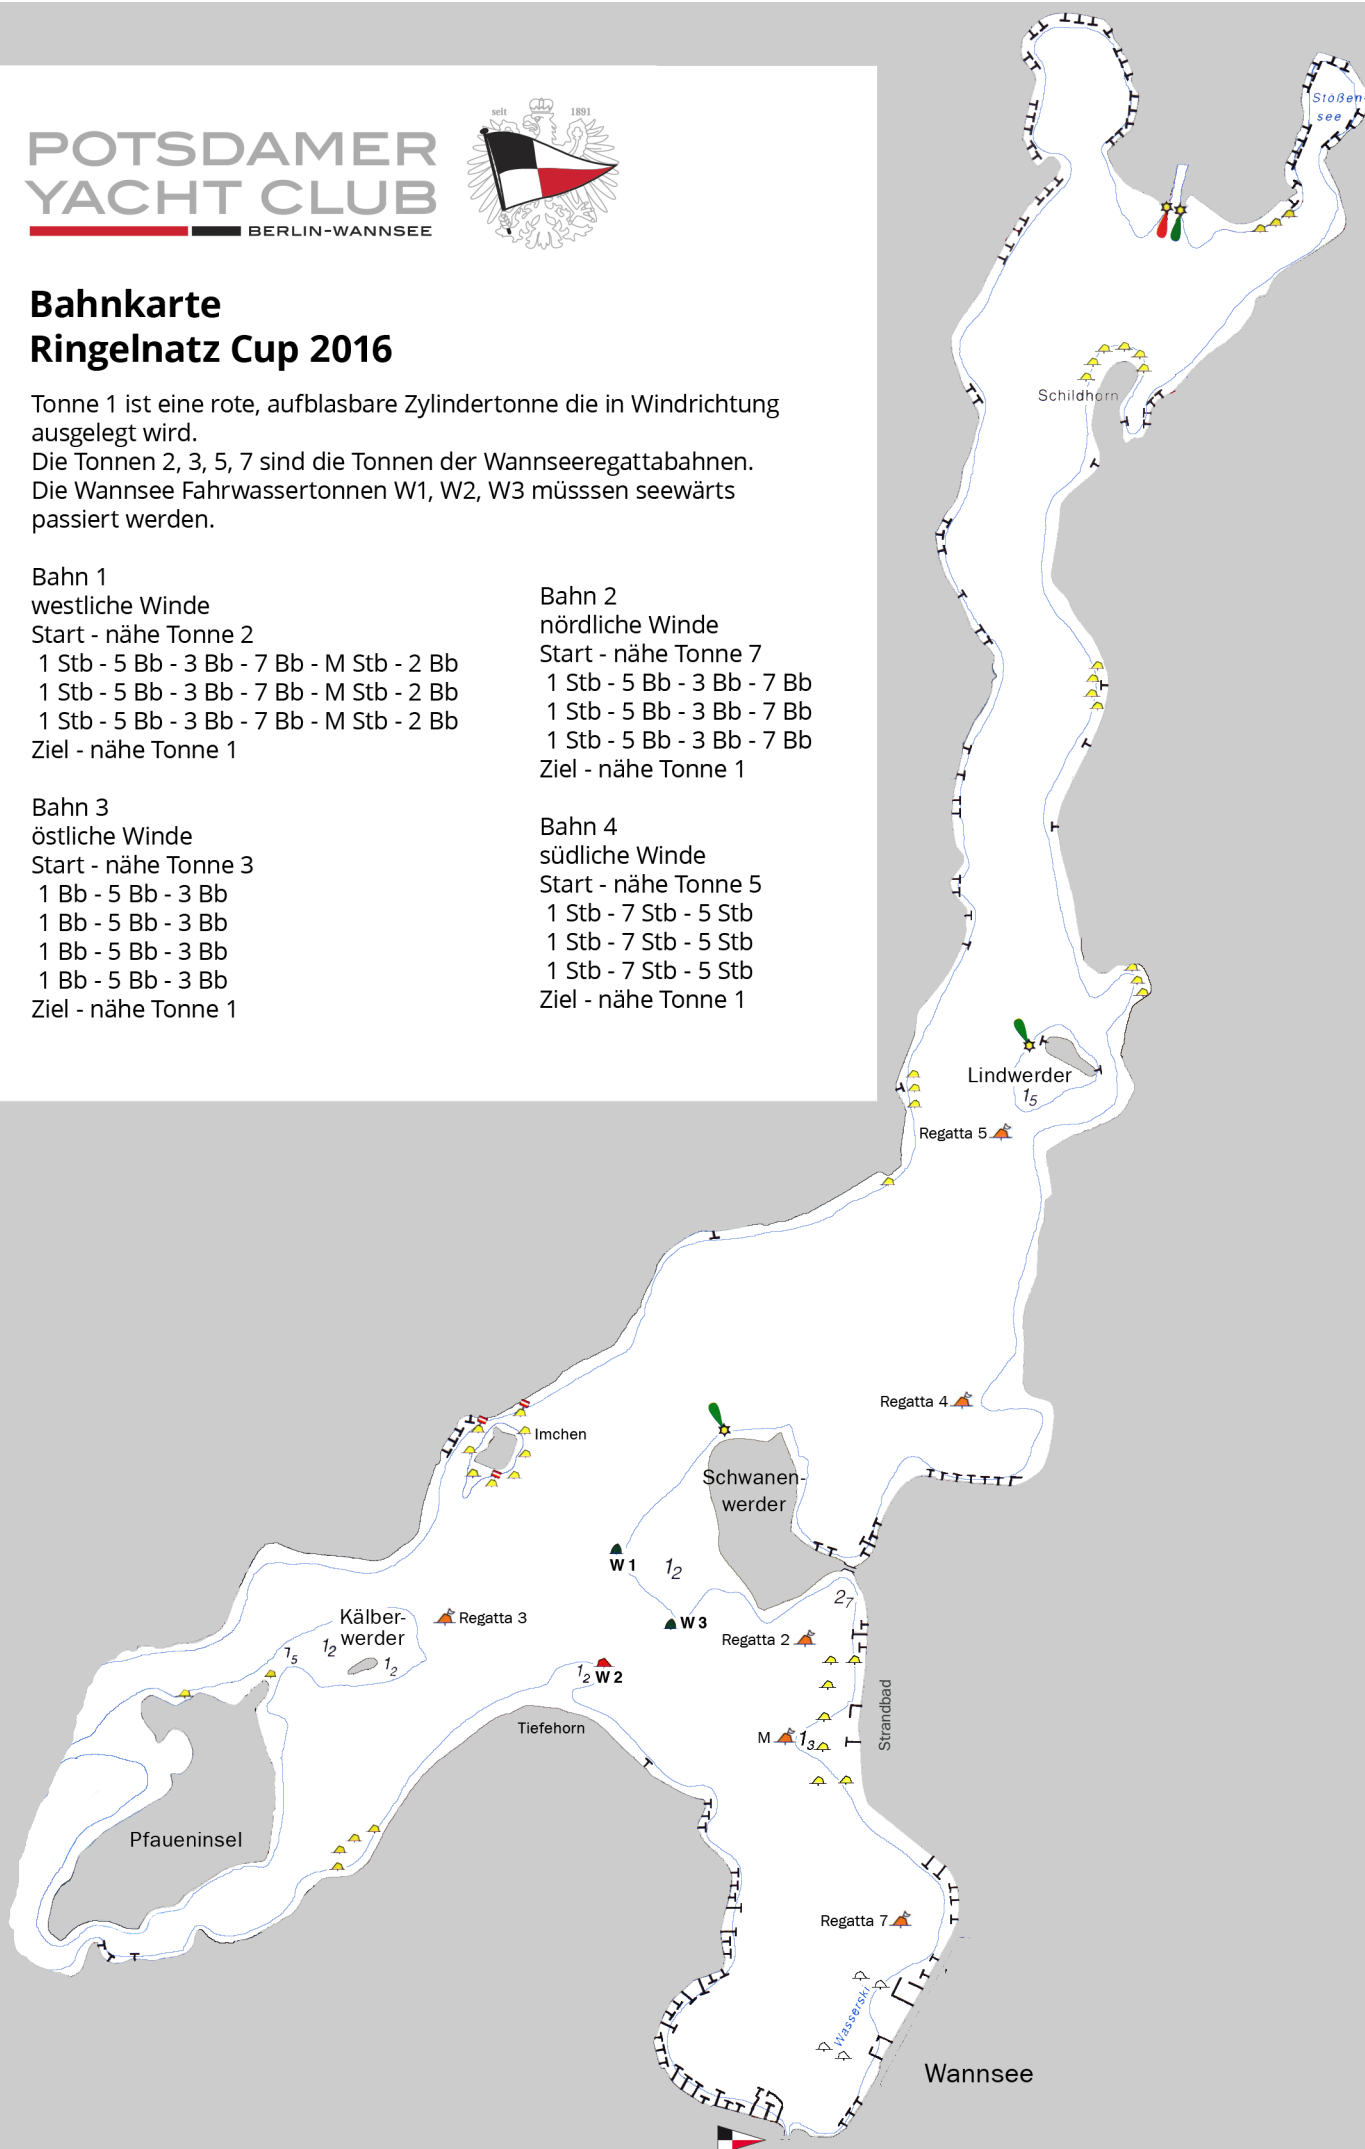 seit 1891
POTSDAMER
YACHT CLUB
BERLIN-WANNSEE
Bahnkarte
Ringelnatz Cup 2016
Tonne 1 ist eine rote, aufblasbare Zylindertonne die in Windrichtung
ausgelegt wird.
Die Tonnen 2, 3, 5, 7 sind die Tonnen der Wannseeregattabahnen.
Die Wannsee Fahrwassertonnen W1, W2, W3 müsssen seewärts
passiert werden.
Bahn 1
westliche Winde
Start - nähe Tonne 2
1 Stb - 5 Bb - 3 Bb - 7 Bb - M Stb - 2 Bb
1 Stb - 5 Bb - 3 Bb - 7 Bb - M Stb - 2 Bb
1 Stb - 5 Bb - 3 Bb - 7 Bb - M Stb - 2 Bb
Ziel - nähe Tonne 1
Bahn 2
nördliche Winde
Start - nähe Tonne 7
1 Stb - 5 Bb - 3 Bb - 7 Bb
1 Stb - 5 Bb - 3 Bb - 7 Bb
1 Stb - 5 Bb - 3 Bb - 7 Bb
Ziel - nähe Tonne 1
Bahn 3
östliche Winde
Start - nähe Tonne 3
1 Bb - 5 Bb - 3 Bb
1 Bb - 5 Bb - 3 Bb
1 Bb - 5 Bb - 3 Bb
1 Bb - 5 Bb - 3 Bb
Ziel - nähe Tonne 1
Bahn 4
südliche Winde
Start - nähe Tonne 5
1 Stb - 7 Stb - 5 Stb
1 Stb - 7 Stb - 5 Stb
1 Stb - 7 Stb - 5 Stb
Ziel - nähe Tonne 1
Stößen-
see
Schildhorn
Lindwerder
15
Regatta 5
Regatta 4
Imchen
Schwanen-
werder
W 1
12
27
Kälber-
werder
Regatta 3
W 3
Regatta 2
15
12
12
12
W 2
Tiefehorn
M
13
Strandbad
Pfaueninsel
Regatta 7
Wasserski
Wannsee